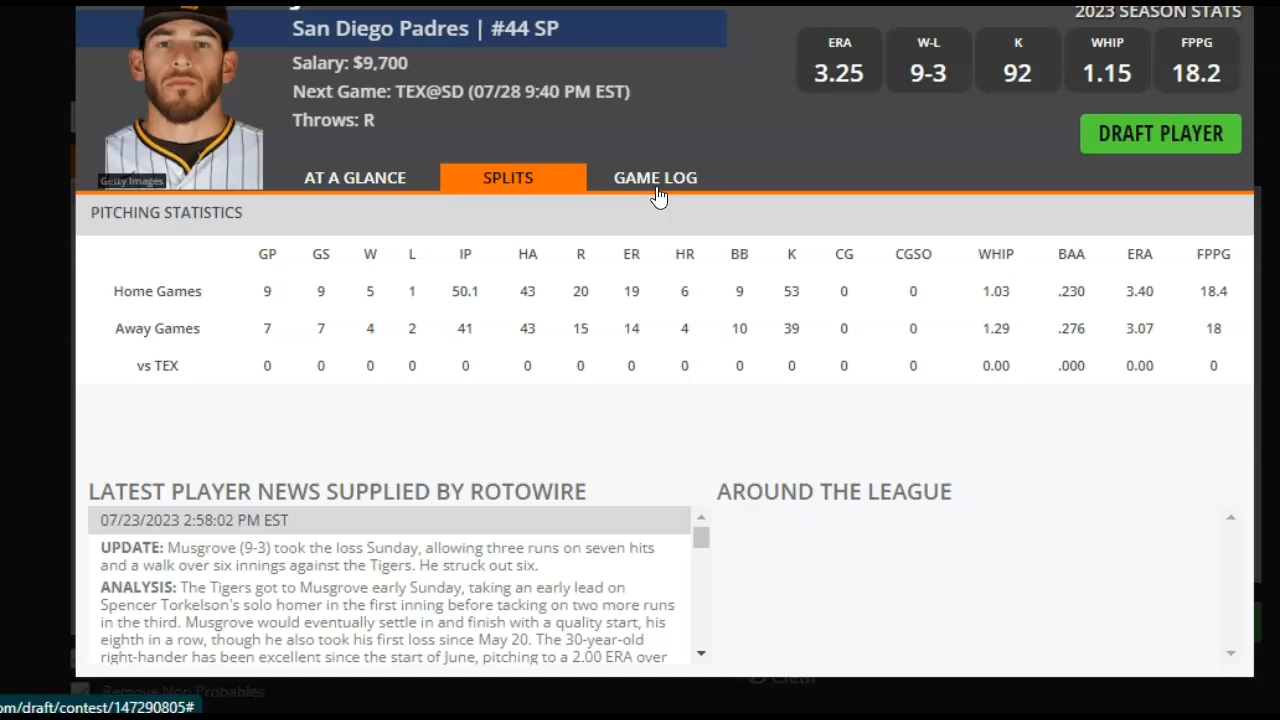 San Diego Padres | #44 SP
Salary: $9,700
Next Game: TEX@SD (07/28 9:40 PM EST)
Throws: R
2023 SEASON STATS
ERA W-L K WHIP FPPG
3.25 9-3 92 1.15 18.2
DRAFT PLAYER
Getty Images
AT A GLANCE SPLITS GAME LOG
PITCHING STATISTICS
GP GS W L IP HA R ER HR BB K CG CGSO WHIP BAA ERA FPPG
Home Games 9 9 5 1 50.1 43 20 19 6 9 53 0 0 1.03 .230 3.40 18.4
Away Games 7 7 4 2 41 43 15 14 4 10 39 0 0 1.29 .276 3.07 18
vs TEX 0 0 0 0 0 0 0 0 0 0 0 0 0 0.00 .000 0.00 0
LATEST PLAYER NEWS SUPPLIED BY ROTOWIRE
07/23/2023 2:58:02 PM EST
UPDATE: Musgrove (9-3) took the loss Sunday, allowing three runs on seven hits
and a walk over six innings against the Tigers. He struck out six.
ANALYSIS: The Tigers got to Musgrove early Sunday, taking an early lead on
Spencer Torkelson's solo homer in the first inning before tacking on two more runs
in the third. Musgrove would eventually settle in and finish with a quality start, his
eighth in a row, though he also took his first loss since May 20. The 30-year-old
right-hander has been excellent since the start of June, pitching to a 2.00 ERA over
AROUND THE LEAGUE
Remove Non Probables
Clear
om/draft/contest/147290805#